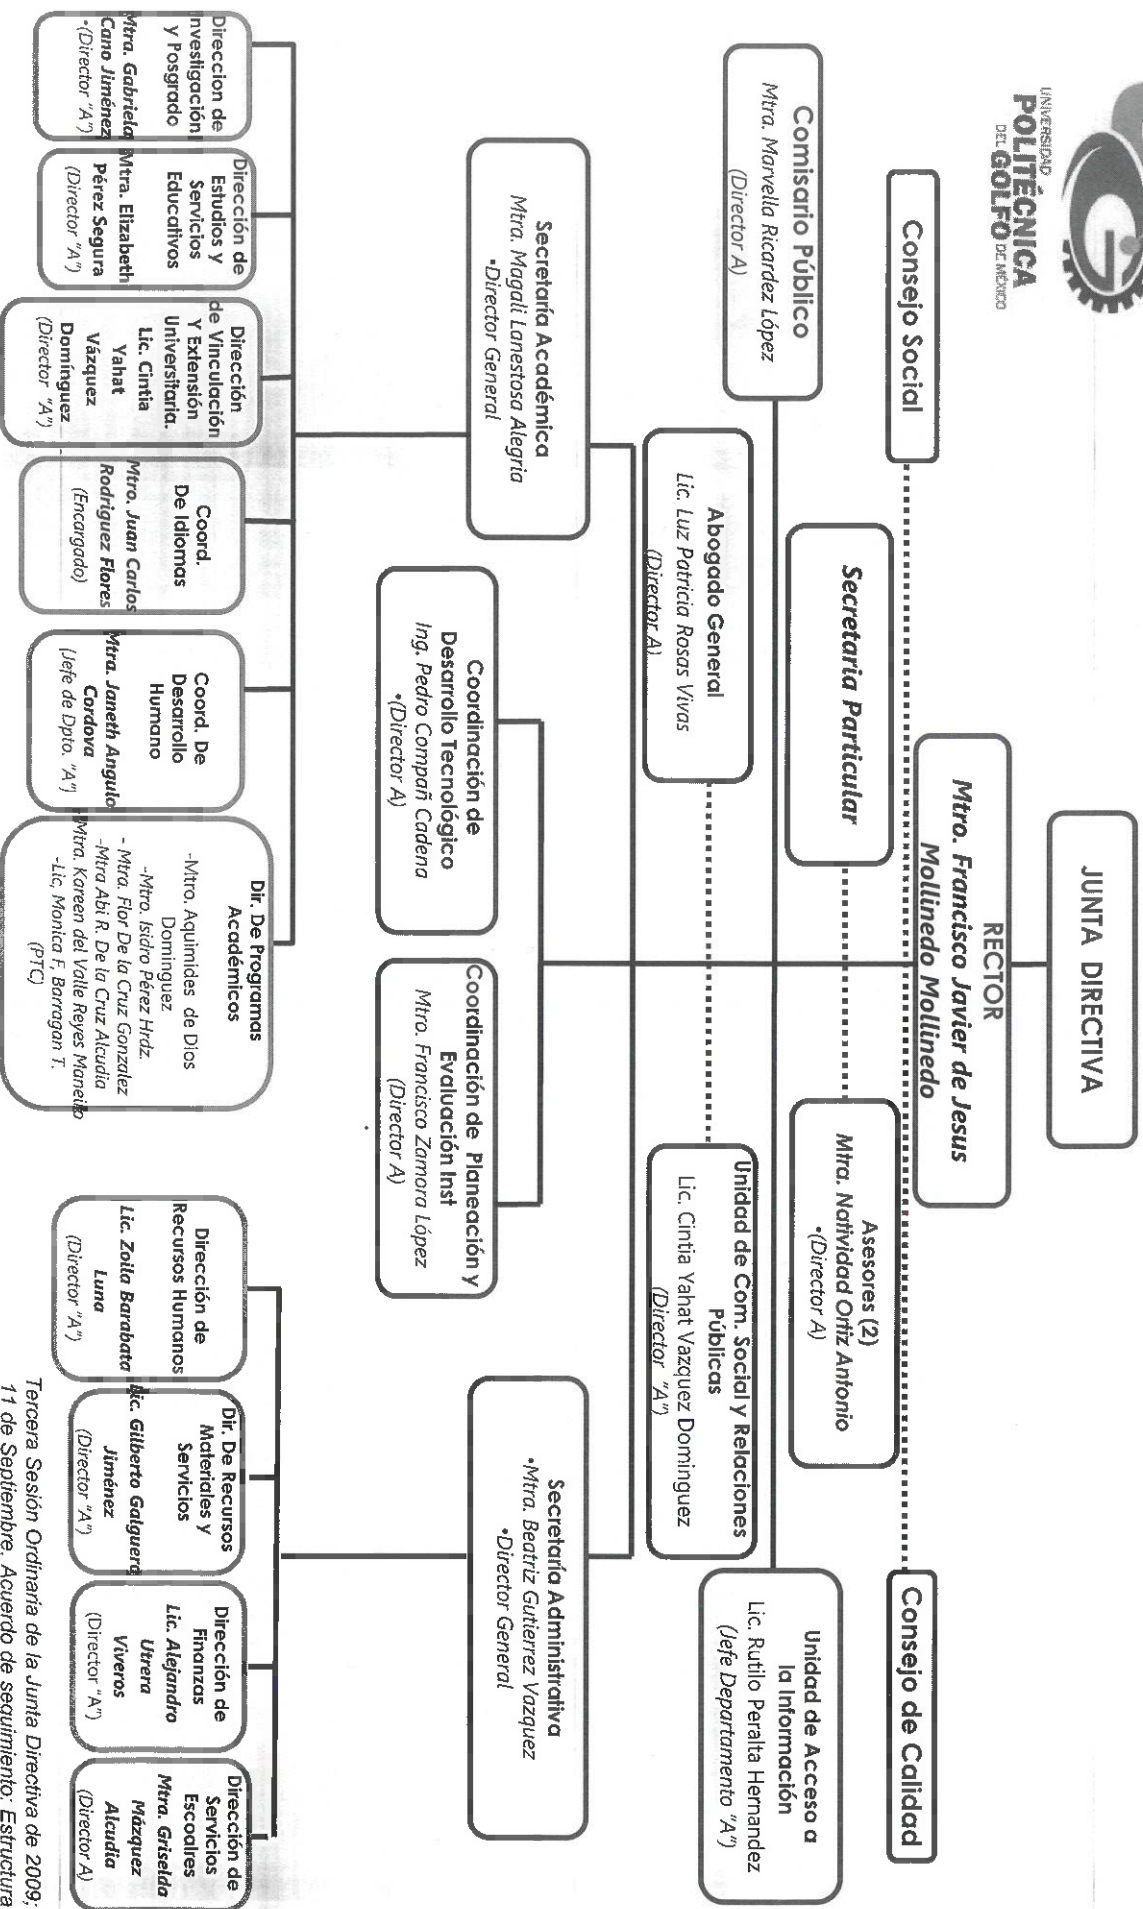 UNIVERSIDAD
POLITÉCNICA
DEL GOLFO DE MÉXICO
JUNTA DIRECTIVA
RECTOR
Mtro. Francisco Javier de Jesus
Mollinedo Mollinedo
Consejo Social
Consejo de Calidad
Secretaria Particular
Asesores (2)
Mtra. Natividad Ortiz Antonio
•(Director A)
Comisario Público
Mtra. Marvella Ricardez López
(Director A)
Unidad de Acceso a
la Información
Lic. Rutilo Peralta Hernandez
(Jefe Departamento "A")
Abogado General
Lic. Luz Patricia Rosas Vivas
(Director A)
Unidad de Com. Social y Relaciones
Públicas
Lic. Cintia Yahat Vazquez Dominguez
(Director "A")
Secretaría Académica
Mtra. Magali Lanestosa Alegria
•Director General
Secretaría Administrativa
•Mtra. Beatriz Gutierrez Vazquez
•Director General
Coordinación de
Desarrollo Tecnológico
Ing. Pedro Compañ Cadena
•(Director A)
Coordinación de Planeación y
Evaluación Inst
Mtro. Francisco Zamora López
(Director A)
Direccion de
nvestigación
y Posgrado
Mtra. Gabriela
Cano Jiménez
•(Director "A")
Dirección de
Estudios y
Servicios
Educativos
Mtra. Elizabeth
Pérez Segura
(Director "A")
Dirección
de Vinculación
Y Extensión
Universitaria.
Lic. Cintia
Yahat
Vázquez
Domínguez
(Director "A")
Coord.
De Idiomas
Mtro. Juan Carlos
Rodriguez Flores
(Encargado)
Coord. De
Desarrollo
Humano
Mtra. Janeth Angulo
Cordova
(Jefe de Dpto. "A")
Dir. De Programas
Académicos
-Mtro. Aquimides de Dios
Dominguez
-Mtro. Isidro Pérez Hrdz.
- Mtra. Flor De la Cruz Gonzalez
-Mtra Abi R. De la Cruz Alcudia
Mtra. Kareen del Valle Reyes Maneiro
-Lic, Monica F, Barragan T.
(PTC)
Dirección de
Recursos Humanos
Lic. Zoila Barabata
Luna
(Director "A")
Dir. De Recursos
Materiales y
Servicios
Lic. Gilberto Galguera
Jiménez
(Director "A")
Dirección de
Finanzas
Lic. Alejandro
Utrera
Viveros
(Director "A")
Dirección de
Servicios
Escoalres
Mtra. Griselda
Mázquez
Alcudia
(Director A)
Tercera Sesión Ordinaria de la Junta Directiva de 2009;
11 de Septiembre. Acuerdo de seguimiento: Estructura